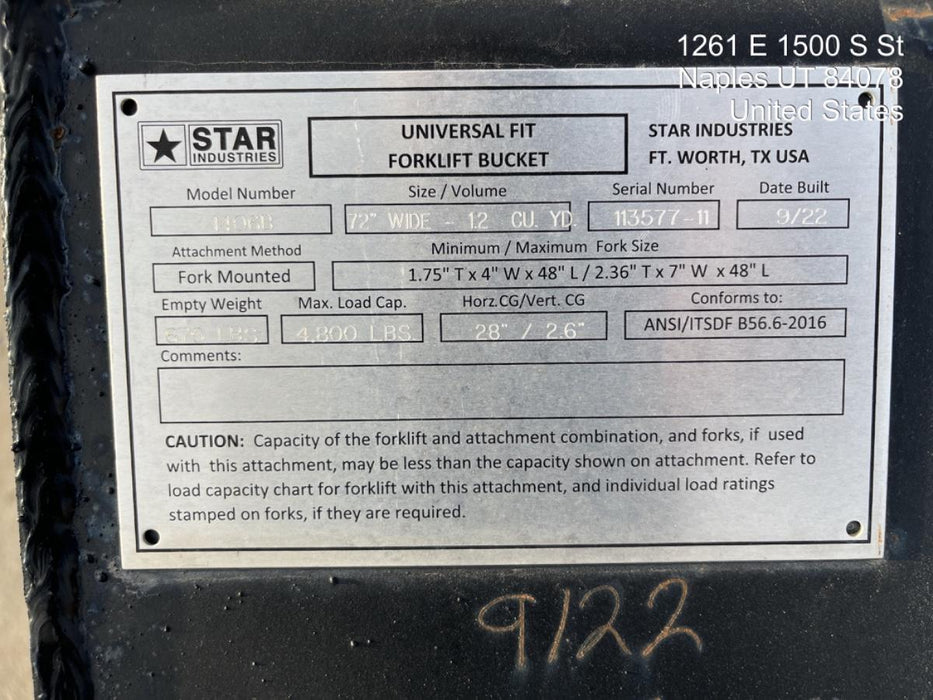 1261 E 1500 S St
Naples UT 84078
United States
STAR
INDUSTRIES
UNIVERSAL FIT
FORKLIFT BUCKET
STAR INDUSTRIES
FT. WORTH, TX USA
Model Number
Size / Volume
Serial Number
Date Built
72" WIDE - 1.2 CU. YD.
113577-11
9/22
Attachment Method
Minimum / Maximum Fork Size
Fork Mounted
1.75" T x 4" W x 48" L / 2.36" T x 7" W x 48" L
Empty Weight
Max. Load Cap.
Horz.CG/Vert. CG
Conforms to:
LBS
4,800 LBS
28" / 2.6"
ANSI/ITSDF B56.6-2016
Comments:
CAUTION: Capacity of the forklift and attachment combination, and forks, if used
with this attachment, may be less than the capacity shown on attachment. Refer to
load capacity chart for forklift with this attachment, and individual load ratings
stamped on forks, if they are required.
9/22